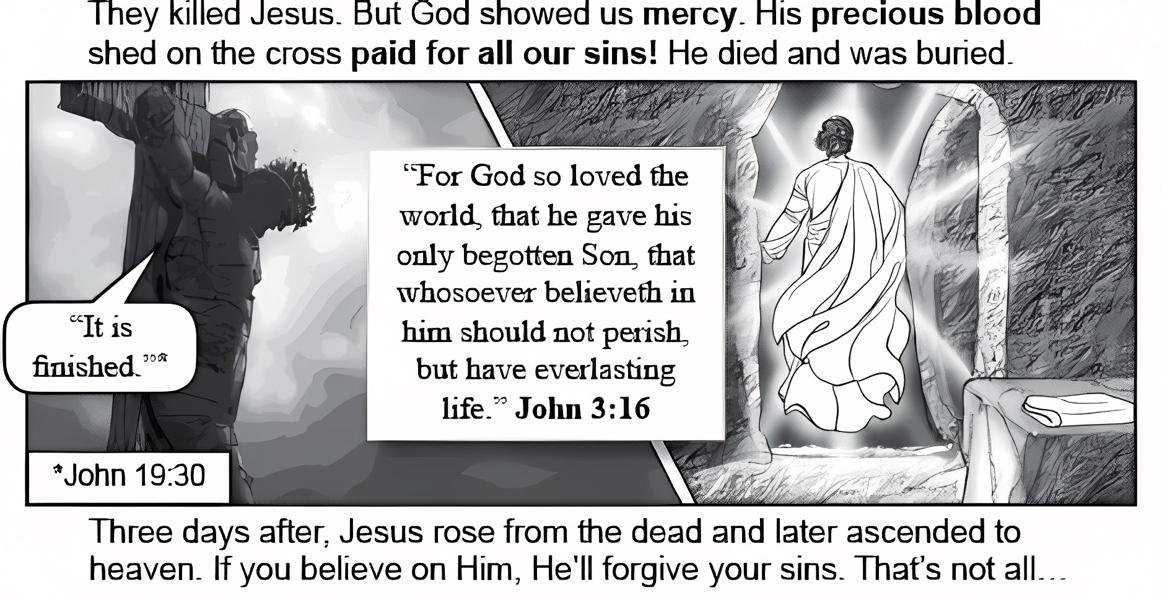 They killed Jesus. But God showed us mercy. His precious blood
shed on the cross paid for all our sins! He died and was buried.
“For God so loved the
world, that he gave his
only begotten Son, that
whosoever believeth in
him should not perish,
but have everlasting
life.” John 3:16
“It is
finished.”*
*John 19:30
Three days after, Jesus rose from the dead and later ascended to
heaven. If you believe on Him, He'll forgive your sins. That's not all...